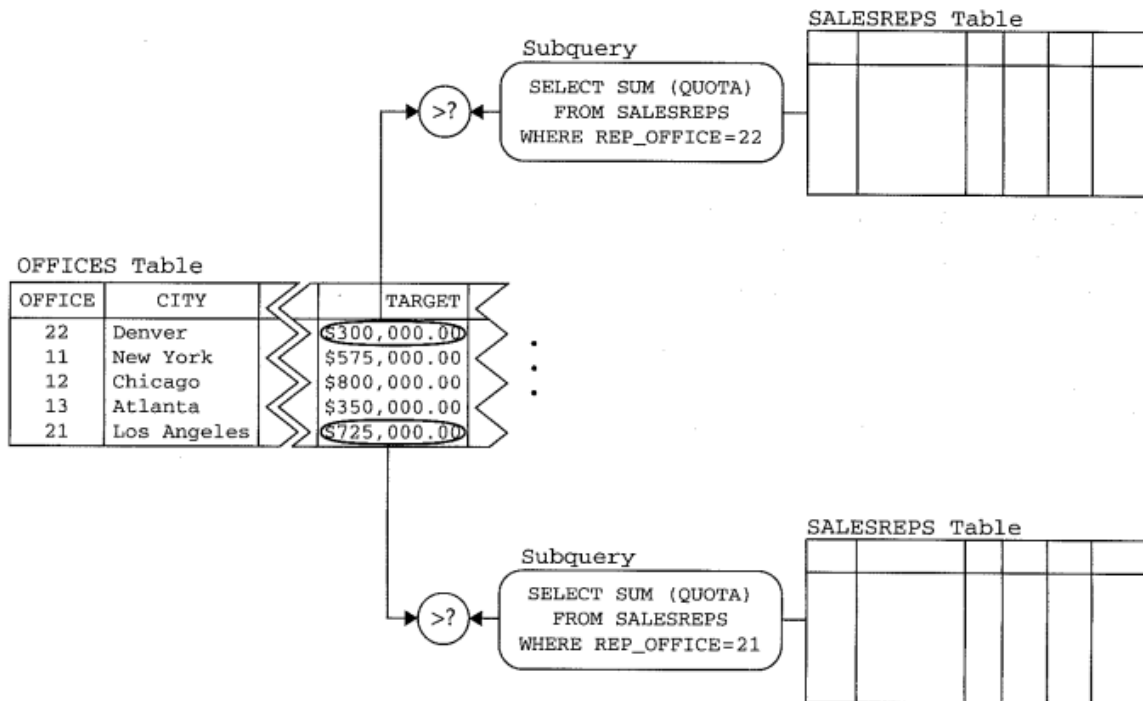 SALESREPS Table
Subquery
SELECT SUM (QUOTA)
FROM SALESREPS
WHERE REP_OFFICE=22
>?
OFFICES Table
OFFICE CITY TARGET
22 Denver $300,000.00
11 New York $575,000.00
12 Chicago $800,000.00
13 Atlanta $350,000.00
21 Los Angeles $725,000.00
SALESREPS Table
Subquery
SELECT SUM (QUOTA)
FROM SALESREPS
WHERE REP_OFFICE=21
>?